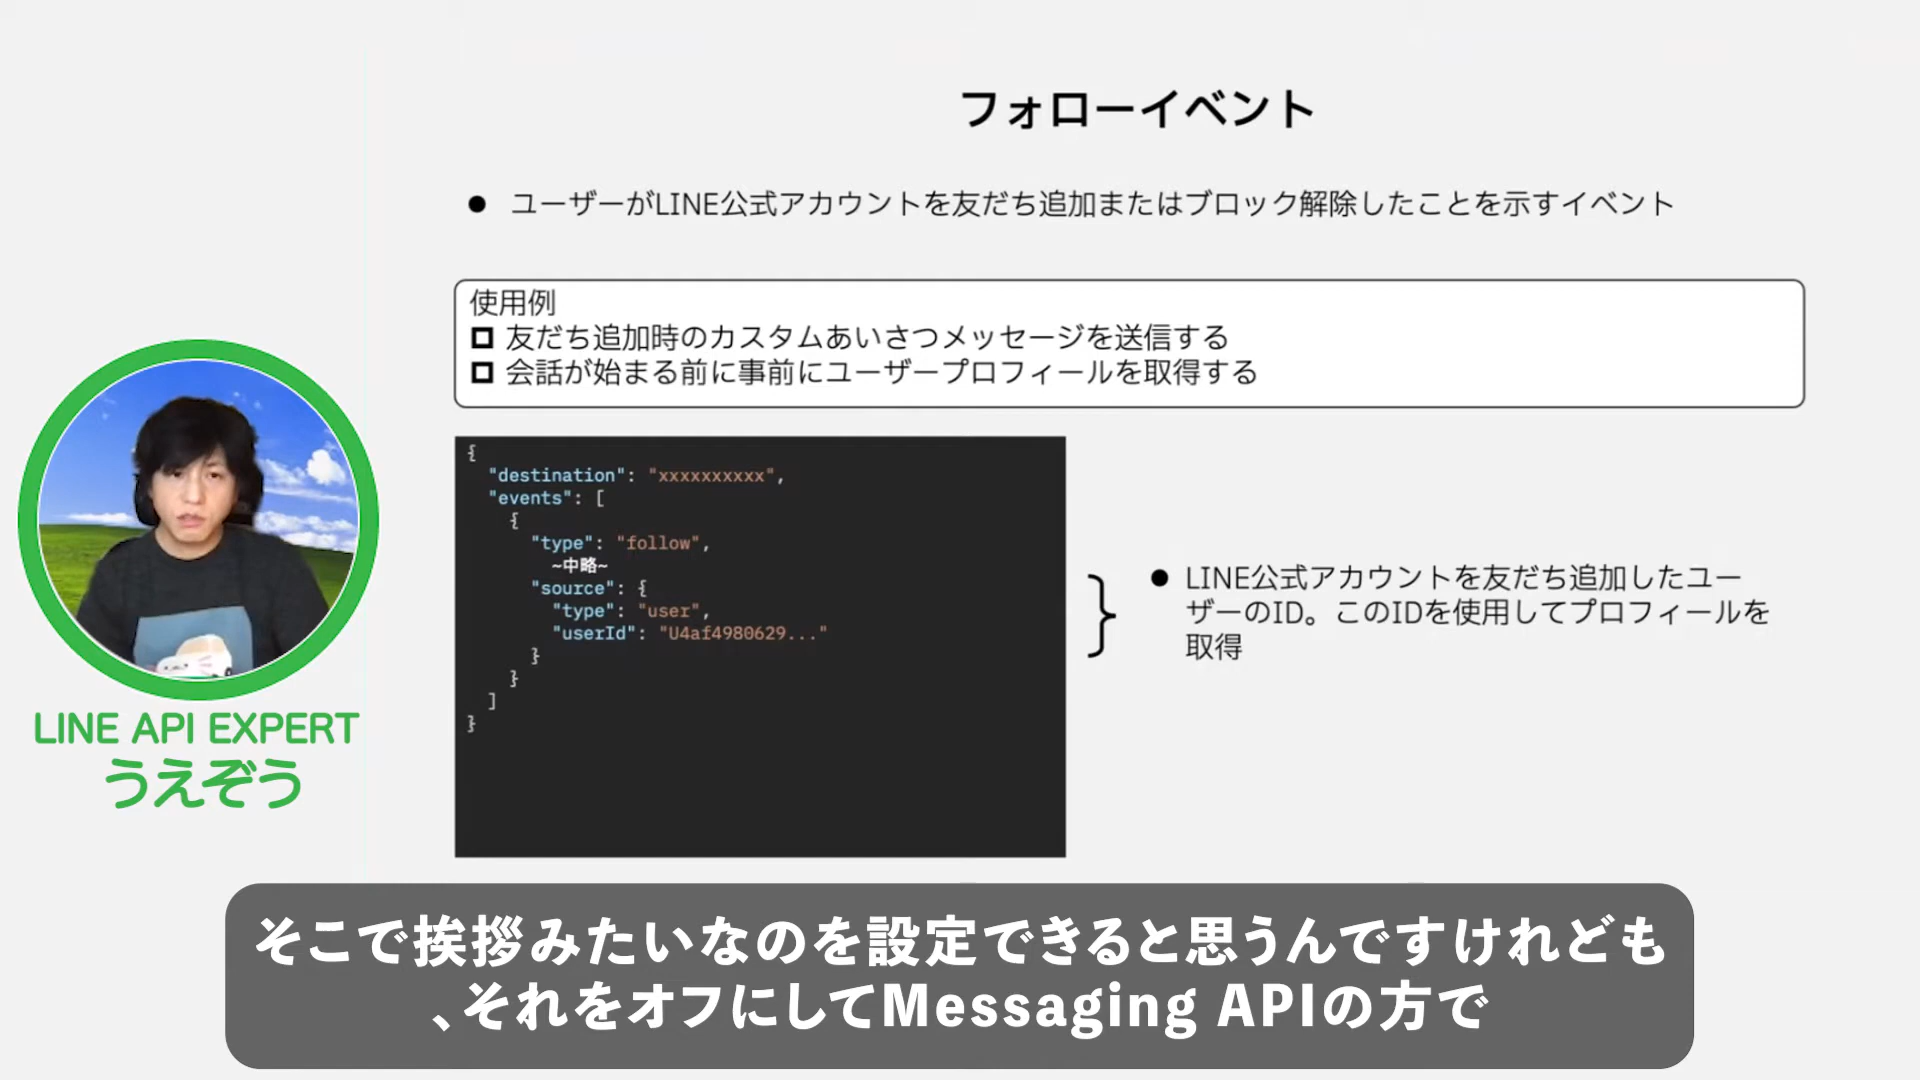 フォローイベント
● ユーザーがLINE公式アカウントを友だち追加またはブロック解除したことを示すイベント
使用例
友だち追加時のカスタムあいさつメッセージを送信する
会話が始まる前に事前にユーザープロフィールを取得する
{
"destination": "xxxxxxxxxx",
"events": [
{
"type": "follow",
~中略~
"source": {
"type": "user",
"userId": "U4af4980629..."
}
}
]
}
● LINE公式アカウントを友だち追加したユー
ザーのID。このIDを使用してプロフィールを
取得
LINE API EXPERT
うえぞう
そこで挨拶みたいなのを設定できると思うんですけれども
、それをオフにしてMessaging APIの方で